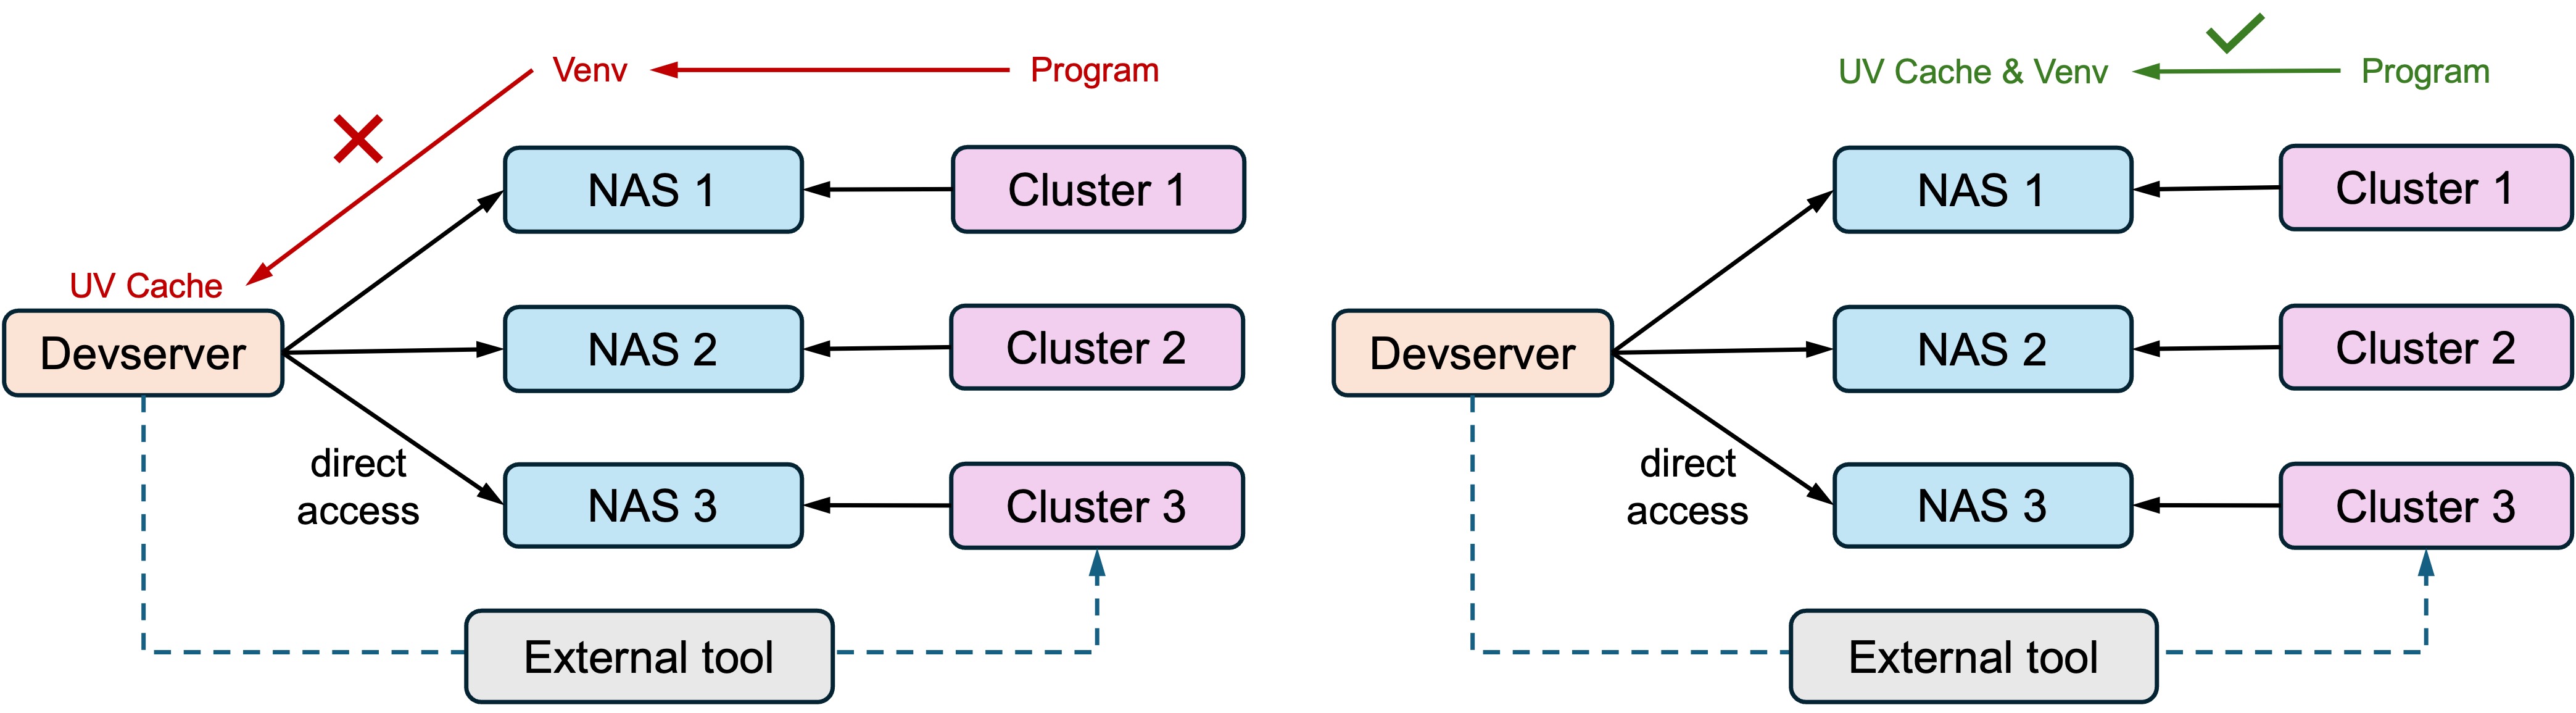 Venv
Program
NAS 1
Cluster 1
UV Cache
Devserver
NAS 2
Cluster 2
direct
access
NAS 3
Cluster 3
External tool
UV Cache & Venv
Program
NAS 1
Cluster 1
Devserver
NAS 2
Cluster 2
direct
access
NAS 3
Cluster 3
External tool